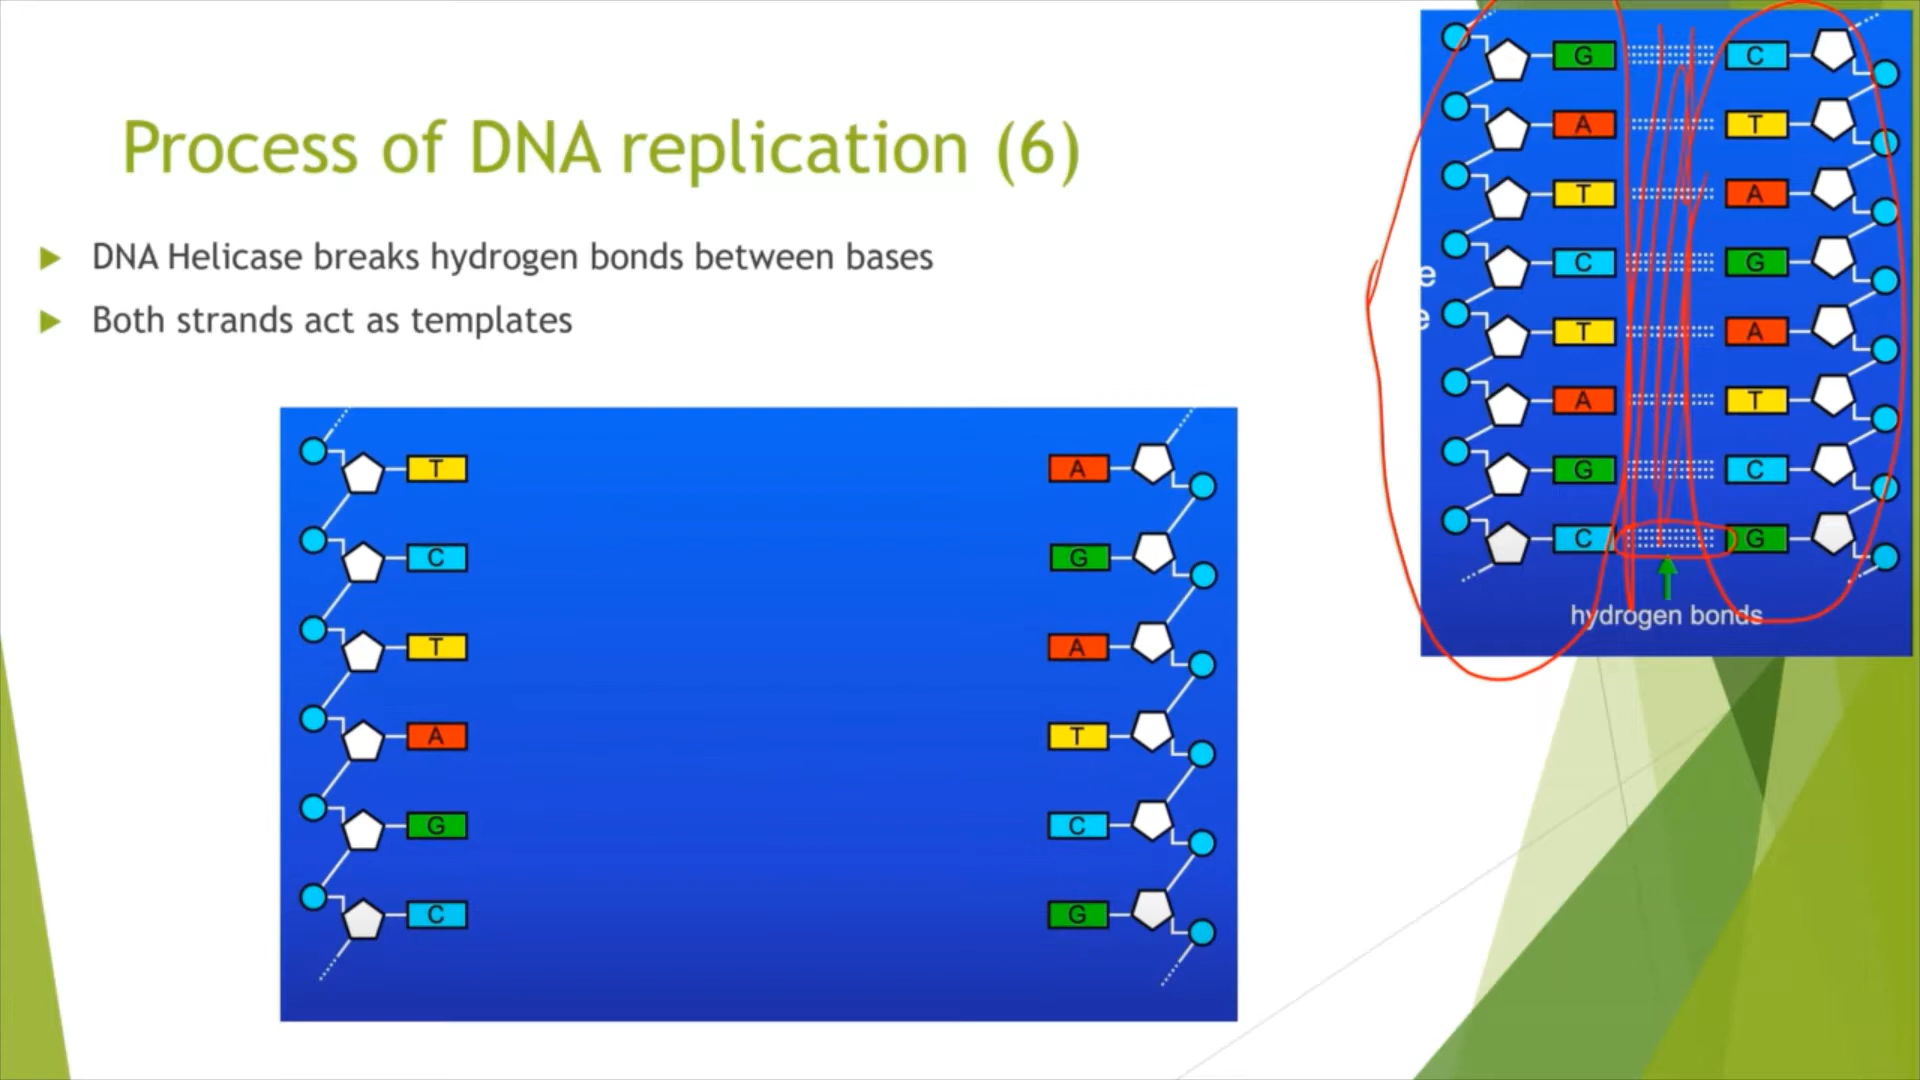 Process of DNA replication (6)
DNA Helicase breaks hydrogen bonds between bases
Both strands act as templates
T A
C G
T A
A T
G C
C G
G C
A T
T A
C G
e
T A
e
A T
G C
C G
hydrogen bonds